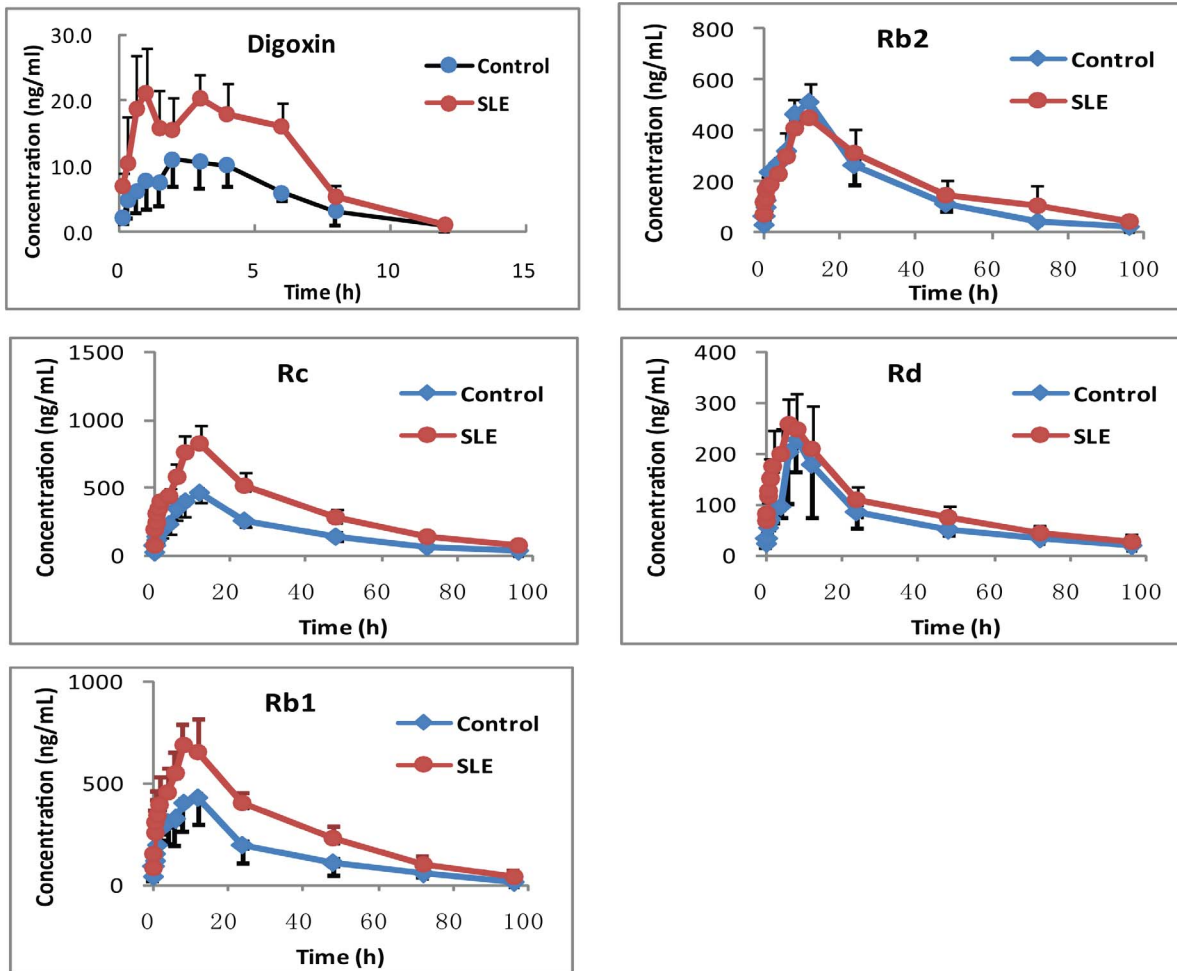 Digoxin
Concentration (ng/ml)
30.0
20.0
10.0
0.0
Control
SLE
0 5 10 15
Time (h)
Rb2
Concentration (ng/mL)
800
600
400
200
0
Control
SLE
0 20 40 60 80 100
Time (h)
Rc
Concentration (ng/mL)
1500
1000
500
0
Control
SLE
0 20 40 60 80 100
Time (h)
Rd
Concentration (ng/mL)
400
300
200
100
0
Control
SLE
0 20 40 60 80 100
Time (h)
Rb1
Concentration (ng/mL)
1000
500
0
Control
SLE
0 20 40 60 80 100
Time (h)